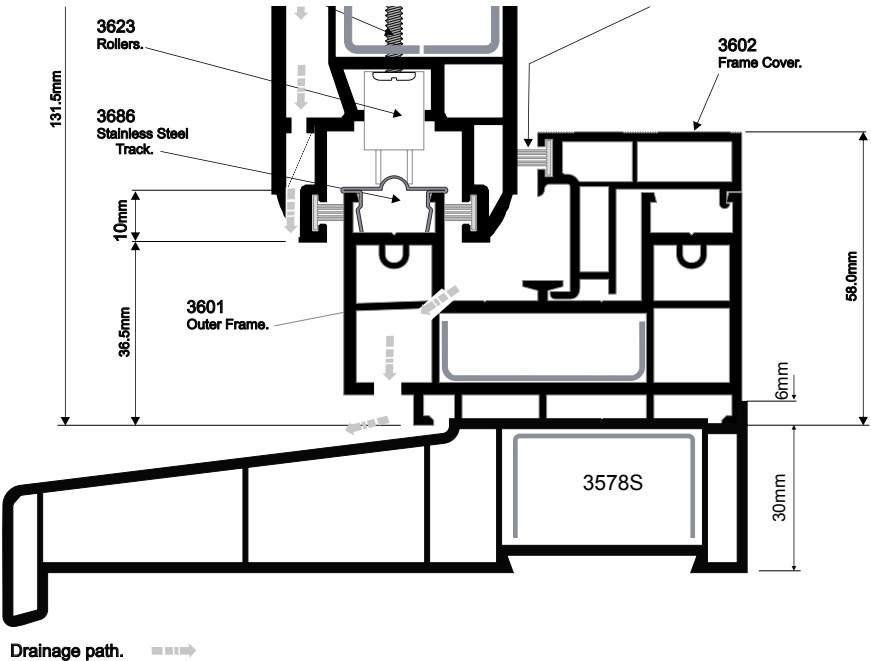 3623
Rollers.
3602
Frame Cover.
131.5mm
3686
Stainless Steel
Track.
10mm
58.0mm
3601
Outer Frame.
36.5mm
6mm
3578S
30mm
Drainage path.